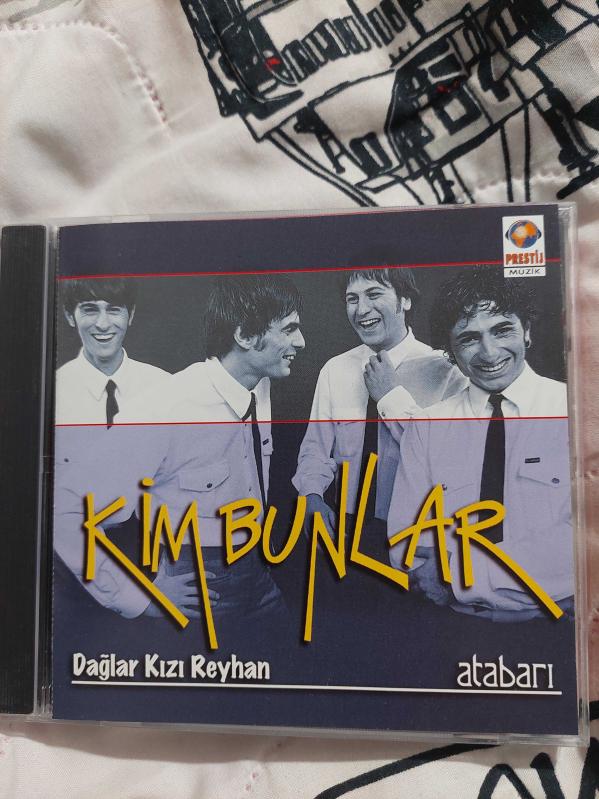 PRESTİJ
MÜZİK
KİM BUNLAR
Dağlar Kızı Reyhan
atabarı